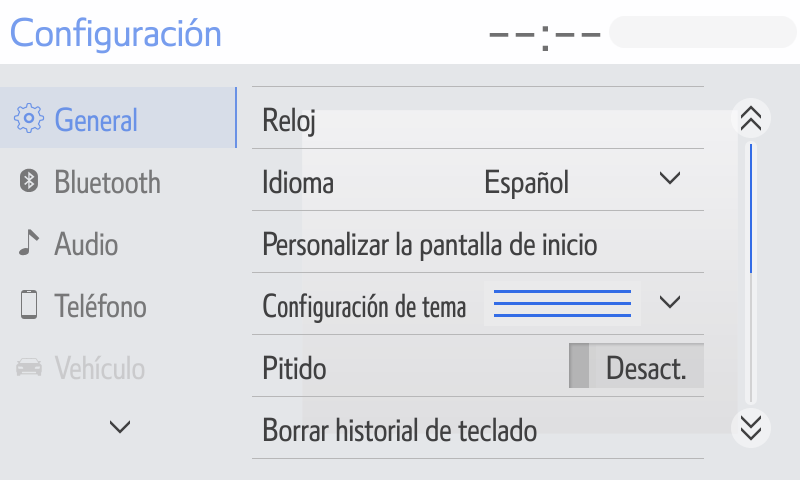 Configuración
--:--
General
Bluetooth
Audio
Teléfono
Vehículo
Reloj
Idioma Español
Personalizar la pantalla de inicio
Configuración de tema
Pitido Desact.
Borrar historial de teclado